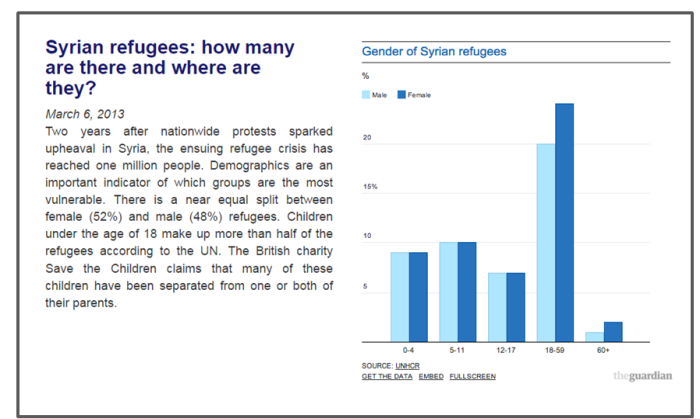 Syrian refugees: how many
are there and where are
they?
March 6, 2013
Two years after nationwide protests sparked
upheaval in Syria, the ensuing refugee crisis has
reached one million people. Demographics are an
important indicator of which groups are the most
vulnerable. There is a near equal split between
female (52%) and male (48%) refugees. Children
under the age of 18 make up more than half of the
refugees according to the UN. The British charity
Save the Children claims that many of these
children have been separated from one or both of
their parents.
Gender of Syrian refugees
%
Male Female
20
15%
10
5
0-4 5-11 12-17 18-59 60+
SOURCE: UNHCR
GET THE DATA EMBED FULLSCREEN
theguardian